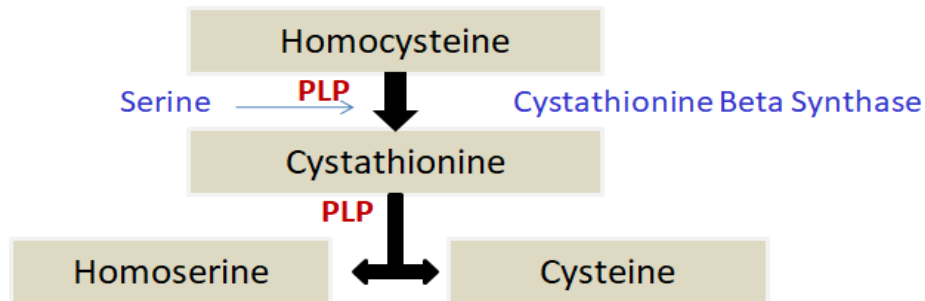 Homocysteine
PLP
Serine
Cystathionine Beta Synthase
Cystathionine
PLP
Homoserine
Cysteine